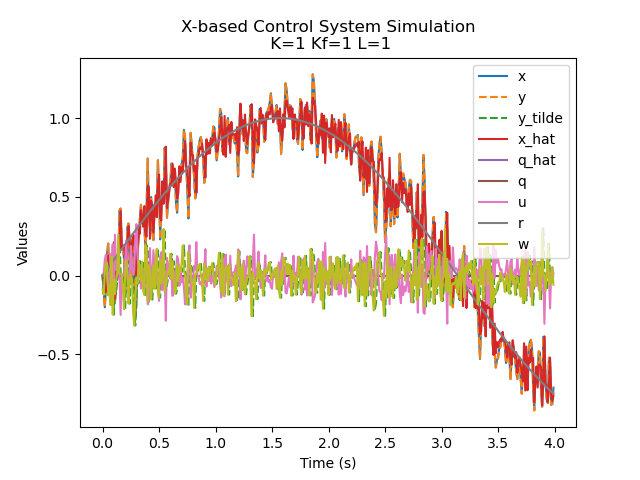 X-based Control System Simulation
K=1 Kf=1 L=1
x
y
y_tilde
x_hat
q_hat
q
u
r
w
Values
1.0
0.5
0.0
−0.5
0.0 0.5 1.0 1.5 2.0 2.5 3.0 3.5 4.0
Time (s)